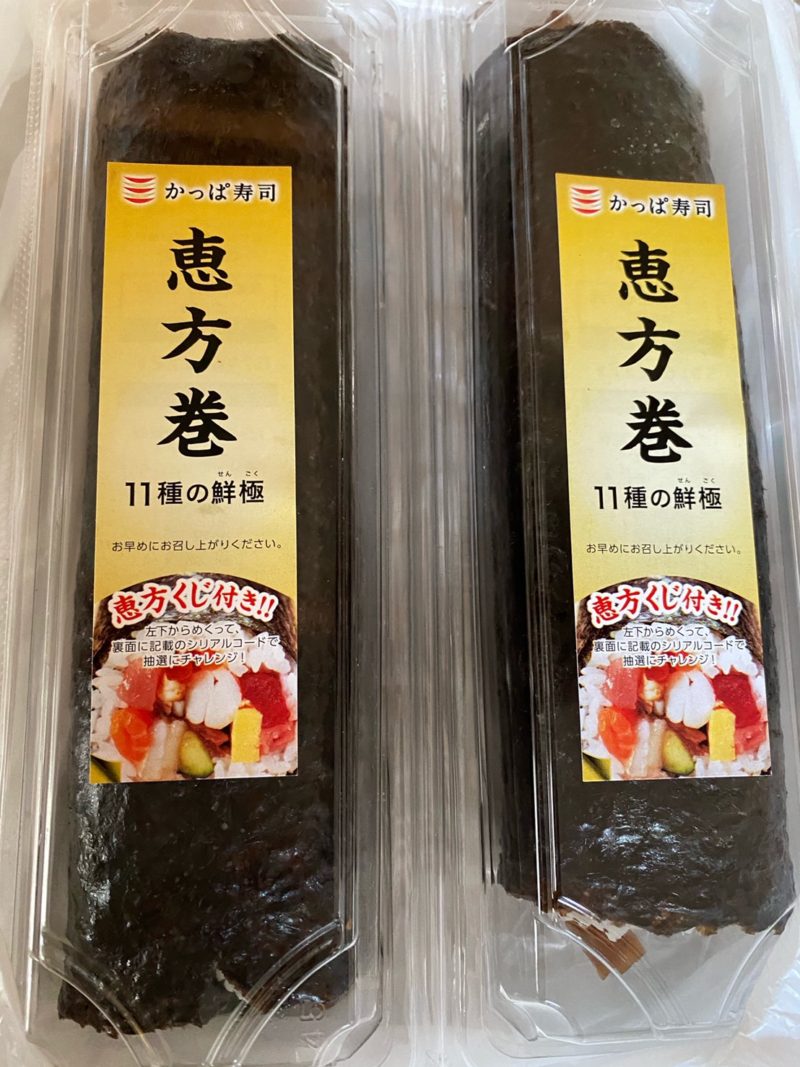 かっぱ寿司
恵方巻
せんごく
11種の鮮極
お早めにお召し上がりください。
恵方くじ付き!!
左下からめくって、
裏面に記載のシリアルコードで
抽選にチャレンジ!
かっぱ寿司
恵方巻
せんごく
11種の鮮極
お早めにお召し上がりください。
恵方くじ付き!!
左下からめくって、
裏面に記載のシリアルコードで
抽選にチャレンジ!